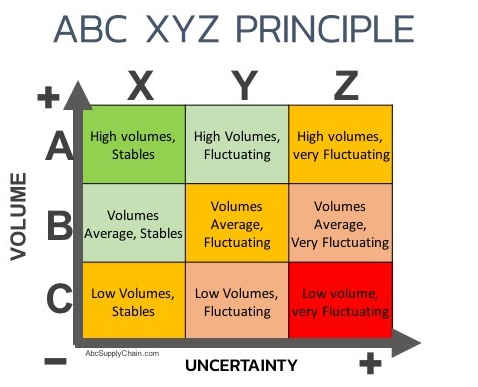 ABC XYZ PRINCIPLE
X Y Z
+
A
High volumes,
Stables
High Volumes,
Fluctuating
High volumes,
very Fluctuating
VOLUME
B
Volumes
Average, Stables
Volumes
Average,
Fluctuating
Volumes
Average,
Very Fluctuating
C
Low Volumes,
Stables
Low Volumes,
Fluctuating
Low volume,
very Fluctuating
−
AbcSupplyChain.com
UNCERTAINTY
+